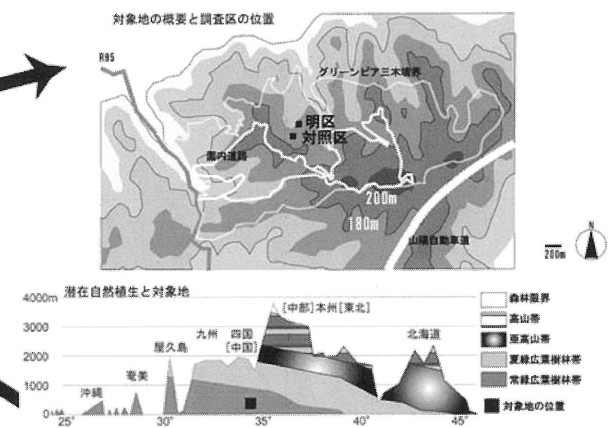 対象地の概要と調査区の位置
R85
グリーンピア三木境界
明区
対照区
園内道路
200m
180m
山陽自動車道
200m
N
潜在自然植生と対象地
4000m
3000
2000
1000
0
沖縄
奄美
屋久島
九州
四国
[中国]
[中部]本州[東北]
北海道
25°
30°
35°
40°
45°
森林限界
高山帯
亜高山帯
夏緑広葉樹林帯
常緑広葉樹林帯
対象地の位置